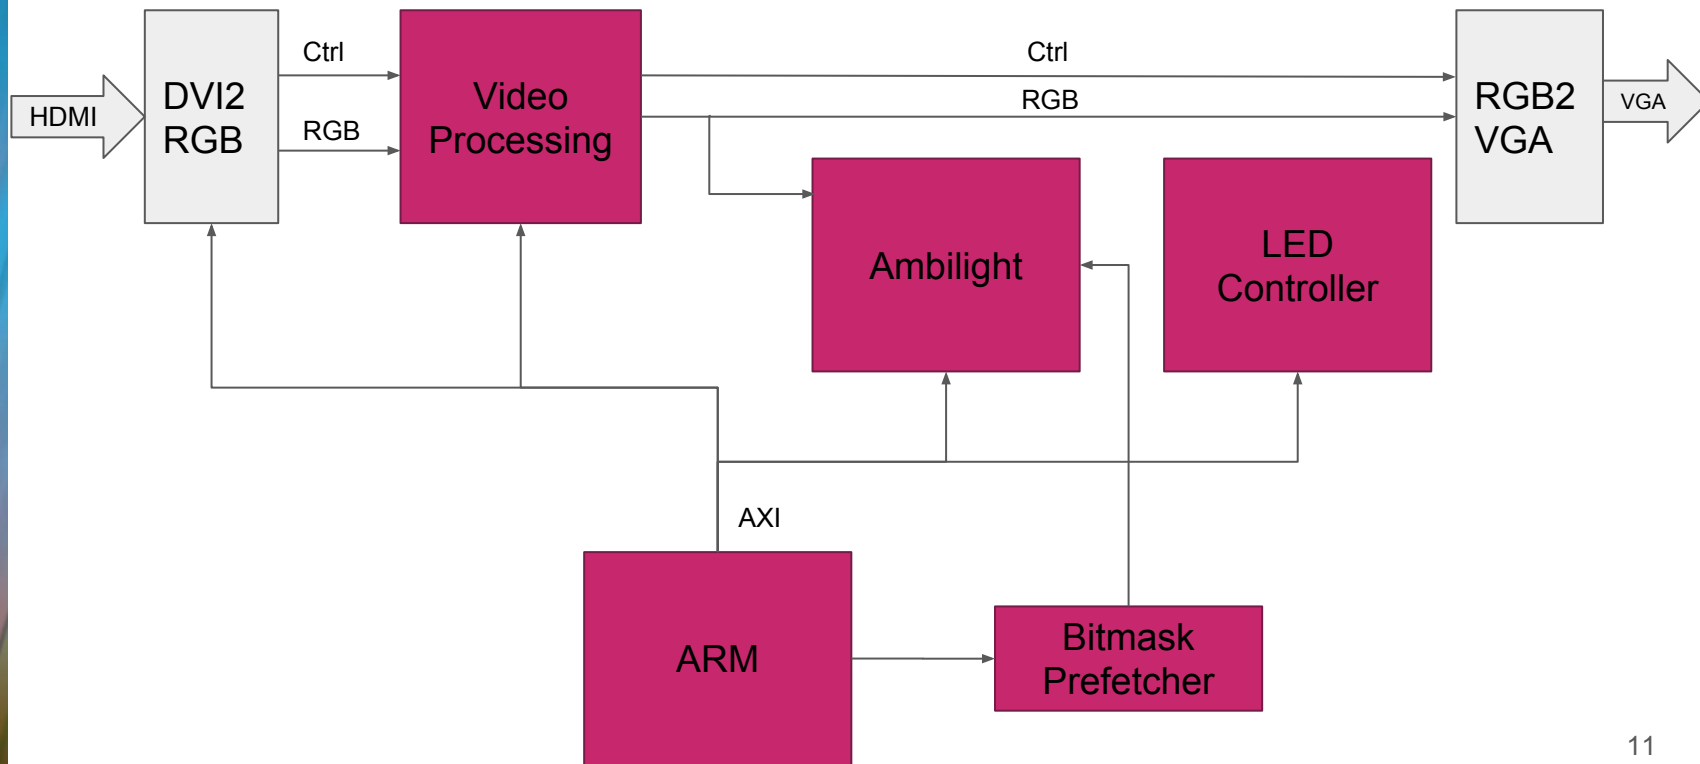 HDMI
DVI2
RGB
Ctrl
RGB
Video
Processing
Ctrl
RGB
RGB2
VGA
VGA
Ambilight
LED
Controller
AXI
ARM
Bitmask
Prefetcher
11